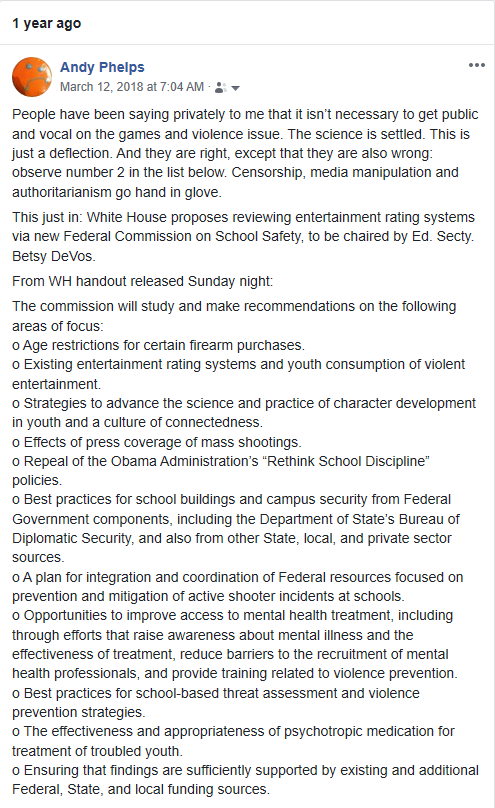 1 year ago
Andy Phelps
March 12, 2018 at 7:04 AM ·
People have been saying privately to me that it isn’t necessary to get public
and vocal on the games and violence issue. The science is settled. This is
just a deflection. And they are right, except that they are also wrong:
observe number 2 in the list below. Censorship, media manipulation and
authoritarianism go hand in glove.
This just in: White House proposes reviewing entertainment rating systems
via new Federal Commission on School Safety, to be chaired by Ed. Secty.
Betsy DeVos.
From WH handout released Sunday night:
The commission will study and make recommendations on the following
areas of focus:
o Age restrictions for certain firearm purchases.
o Existing entertainment rating systems and youth consumption of violent
entertainment.
o Strategies to advance the science and practice of character development
in youth and a culture of connectedness.
o Effects of press coverage of mass shootings.
o Repeal of the Obama Administration’s “Rethink School Discipline”
policies.
o Best practices for school buildings and campus security from Federal
Government components, including the Department of State’s Bureau of
Diplomatic Security, and also from other State, local, and private sector
sources.
o A plan for integration and coordination of Federal resources focused on
prevention and mitigation of active shooter incidents at schools.
o Opportunities to improve access to mental health treatment, including
through efforts that raise awareness about mental illness and the
effectiveness of treatment, reduce barriers to the recruitment of mental
health professionals, and provide training related to violence prevention.
o Best practices for school-based threat assessment and violence
prevention strategies.
o The effectiveness and appropriateness of psychotropic medication for
treatment of troubled youth.
o Ensuring that findings are sufficiently supported by existing and additional
Federal, State, and local funding sources.